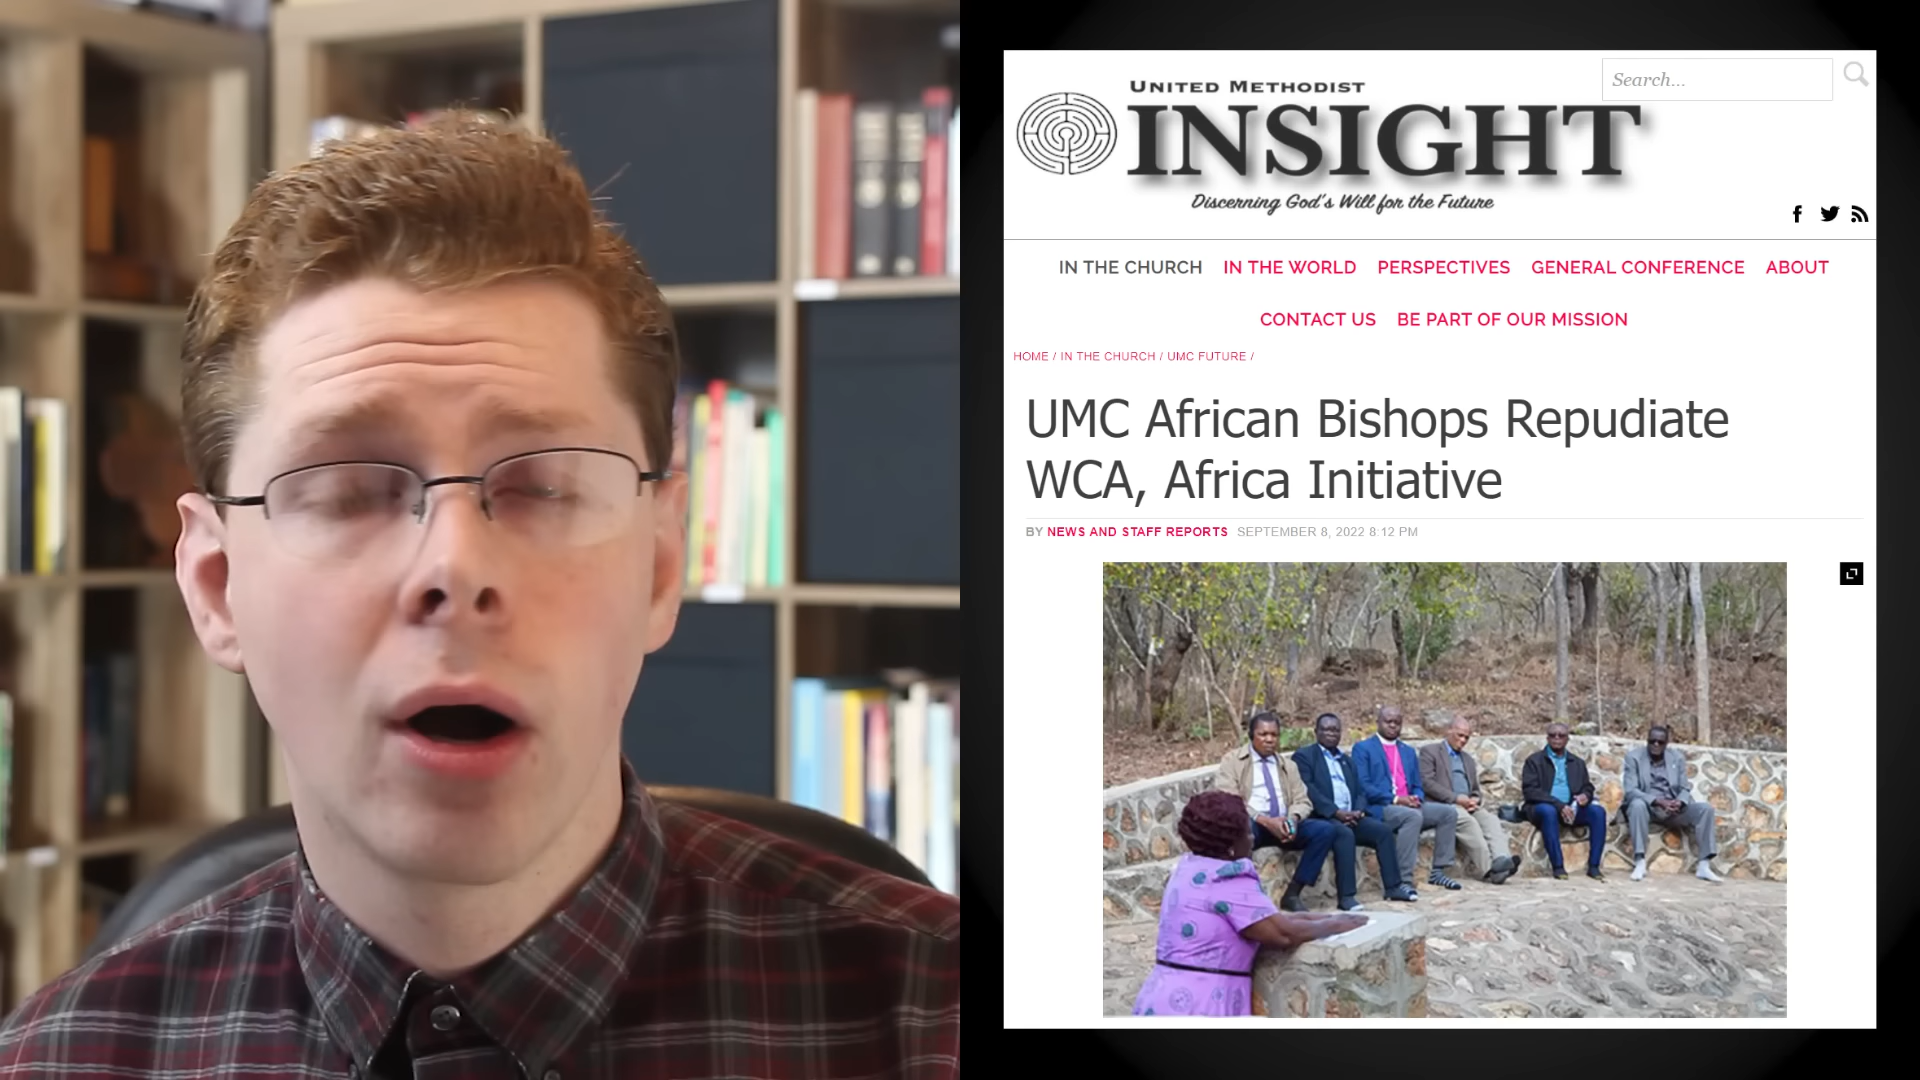 Search...
UNITED METHODIST
INSIGHT
Discerning God's Will for the Future
IN THE CHURCH IN THE WORLD PERSPECTIVES GENERAL CONFERENCE ABOUT
CONTACT US BE PART OF OUR MISSION
HOME / IN THE CHURCH / UMC FUTURE /
UMC African Bishops Repudiate
WCA, Africa Initiative
BY NEWS AND STAFF REPORTS SEPTEMBER 8, 2022 8:12 PM